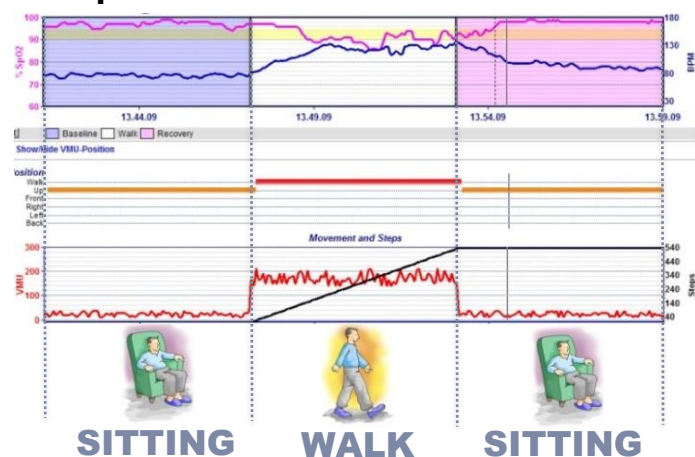 100 180
90 130
% SpO2 80 80 BPM
70
60 30
13.44.09 13.49.09 13.54.09 13.59.09
Baseline Walk Recovery
Show/Hide VMU-Position
Position
Walk
Up
Front
Right
Left
Back
Movement and Steps
300 540
440
200 340
VMU 240 Steps
100 140
0 40
SITTING WALK SITTING